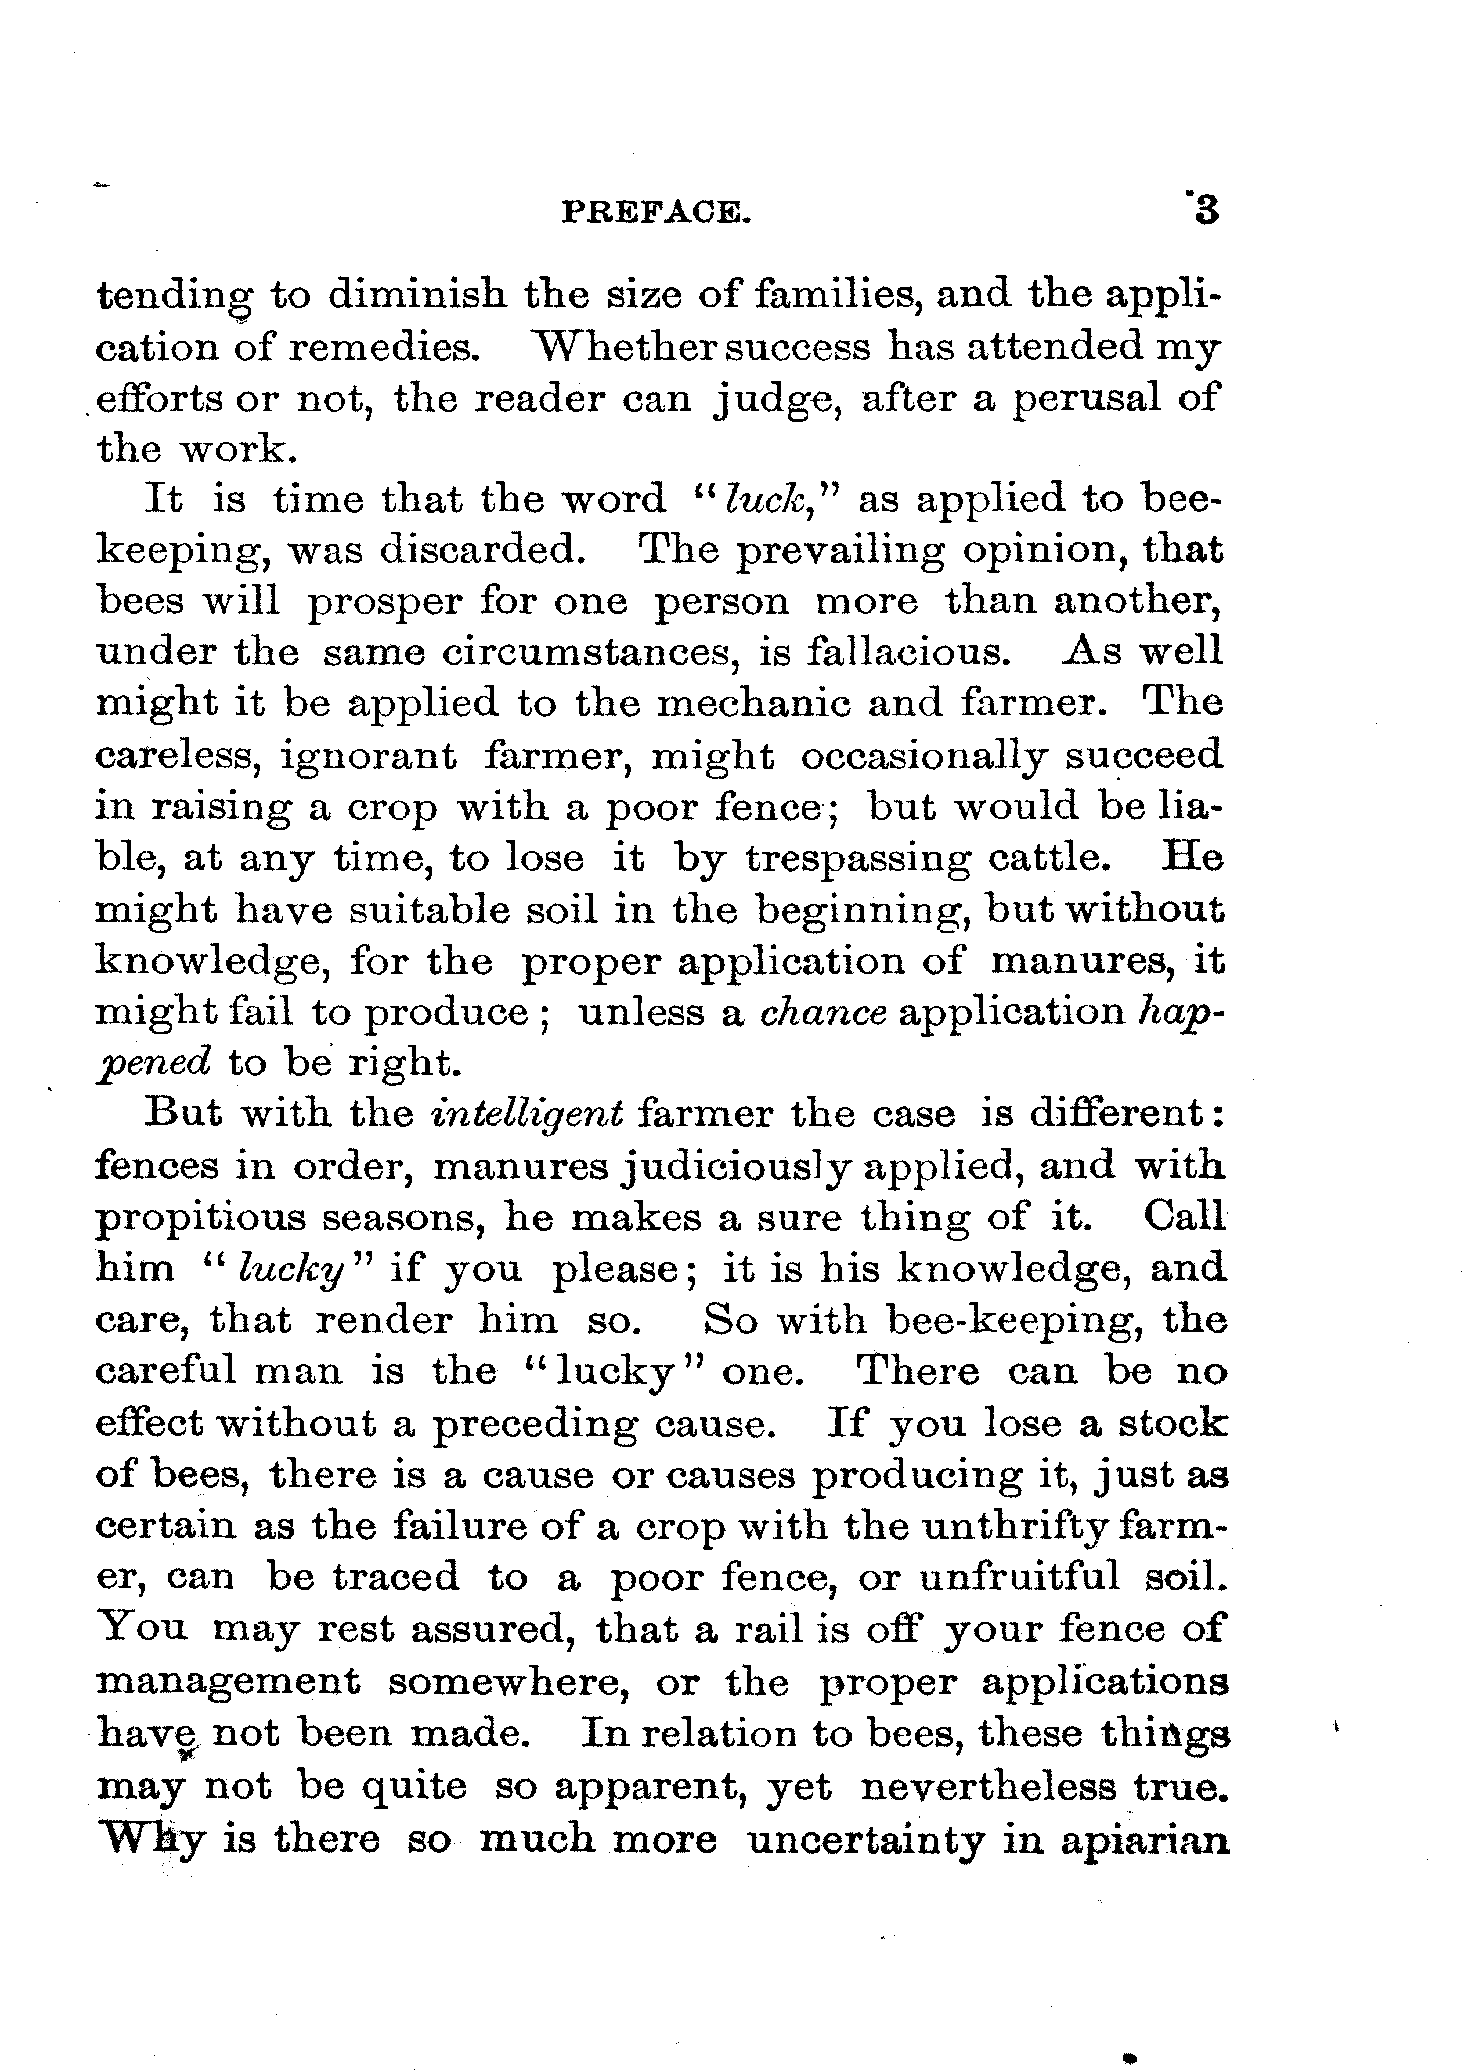 PREFACE. 3
tending to diminish the size of families, and the appli-
cation of remedies. Whether success has attended my
efforts or not, the reader can judge, after a perusal of
the work.
It is time that the word "luck," as applied to bee-
keeping, was discarded. The prevailing opinion, that
bees will prosper for one person more than another,
under the same circumstances, is fallacious. As well
might it be applied to the mechanic and farmer. The
careless, ignorant farmer, might occasionally succeed
in raising a crop with a poor fence; but would be lia-
ble, at any time, to lose it by trespassing cattle. He
might have suitable soil in the beginning, but without
knowledge, for the proper application of manures, it
might fail to produce; unless a chance application hap-
pened to be right.
But with the intelligent farmer the case is different:
fences in order, manures judiciously applied, and with
propitious seasons, he makes a sure thing of it. Call
him "lucky" if you please; it is his knowledge, and
care, that render him so. So with bee-keeping, the
careful man is the "lucky" one. There can be no
effect without a preceding cause. If you lose a stock
of bees, there is a cause or causes producing it, just as
certain as the failure of a crop with the unthrifty farm-
er, can be traced to a poor fence, or unfruitful soil.
You may rest assured, that a rail is off your fence of
management somewhere, or the proper applications
have not been made. In relation to bees, these things
may not be quite so apparent, yet nevertheless true.
Why is there so much more uncertainty in apiarian